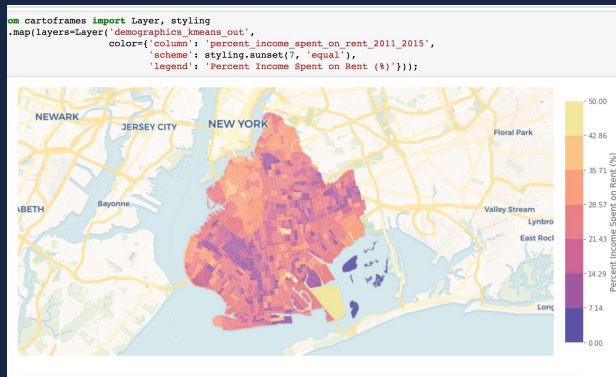 om cartoframes import Layer, styling
.map(layers=Layer('demographics_kmeans_out',
color={'column': 'percent_income_spent_on_rent_2011_2015',
'scheme': styling.sunset(7, 'equal'),
'legend': 'Percent Income Spent on Rent (%)'}));
NEWARK
JERSEY CITY
NEW YORK
Floral Park
ABETH
Bayonne
Valley Stream
Lynbro
East Rock
Long
50.00
42.86
35.71
28.57
21.43
14.29
7.14
0.00
Percent Income Spent on Rent (%)